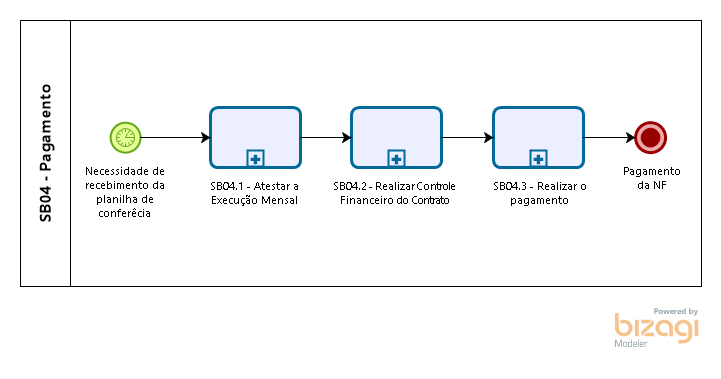 SB04 - Pagamento
Necessidade de
recebimento da
planilha de
conferêcia
SB04.1 - Atestar a
Execução Mensal
SB04.2 - Realizar Controle
Financeiro do Contrato
SB04.3 - Realizar o
pagamento
Pagamento
da NF
Powered by
bizagi
Modeler